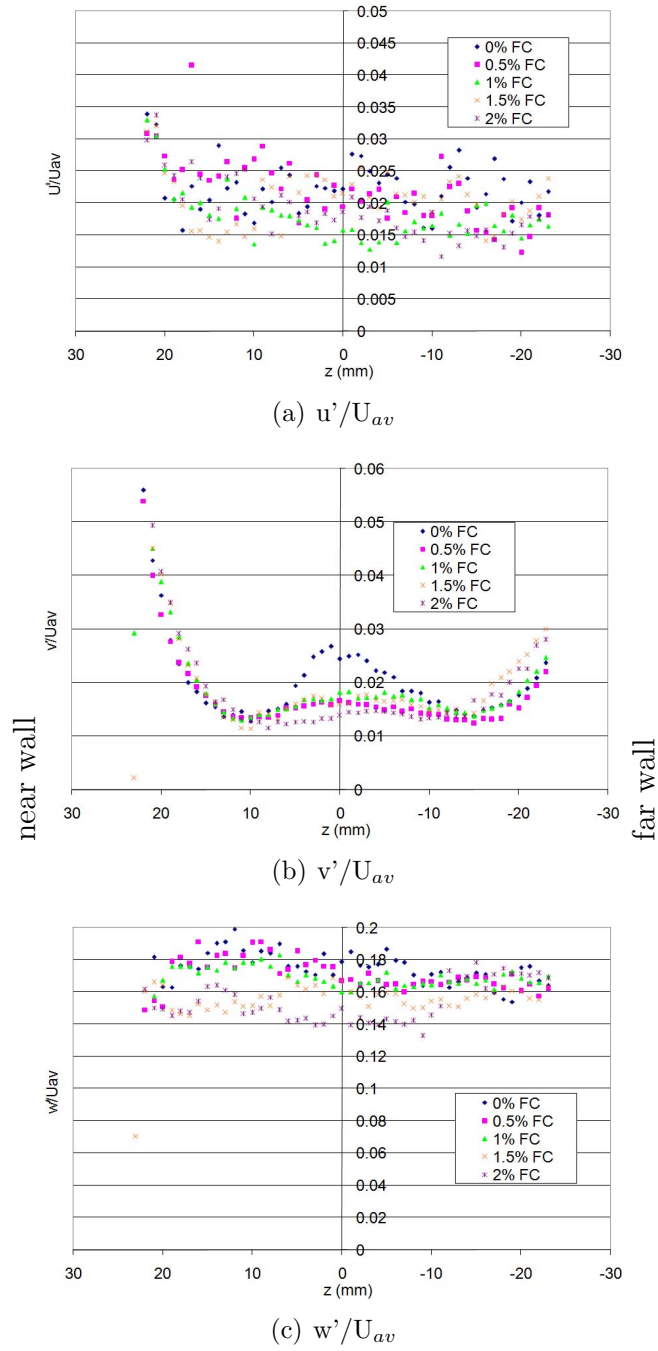 0.05
0.045
0.04
0.035
0.03
0.025
0.02
0.015
0.01
0.005
0
U'/Uav
0% FC
0.5% FC
1% FC
1.5% FC
2% FC
30 20 10 0 -10 -20 -30
z (mm)
(a) u'/Uav
0.06
0.05
0.04
0.03
0.02
0.01
0
v'/Uav
0% FC
0.5% FC
1% FC
1.5% FC
2% FC
30 20 10 0 -10 -20 -30
z (mm)
near wall
far wall
(b) v'/Uav
0.2
0.18
0.16
0.14
0.12
0.1
0.08
0.06
0.04
0.02
0
w'/Uav
0% FC
0.5% FC
1% FC
1.5% FC
2% FC
30 20 10 0 -10 -20 -30
z (mm)
(c) w'/Uav